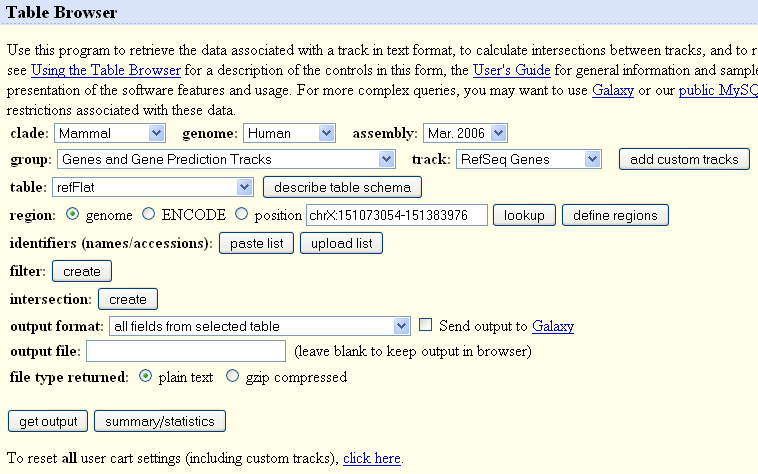 Table Browser
Use this program to retrieve the data associated with a track in text format, to calculate intersections between tracks, and to r
see Using the Table Browser for a description of the controls in this form, the User's Guide for general information and sample
presentation of the software features and usage. For more complex queries, you may want to use Galaxy or our public MySQ
restrictions associated with these data.
clade: Mammal genome: Human assembly: Mar. 2006
group: Genes and Gene Prediction Tracks track: RefSeq Genes add custom tracks
table: refFlat describe table schema
region: genome ENCODE position chrX:151073054-151383976 lookup define regions
identifiers (names/accessions): paste list upload list
filter: create
intersection: create
output format: all fields from selected table Send output to Galaxy
output file: (leave blank to keep output in browser)
file type returned: plain text gzip compressed
get output summary/statistics
To reset all user cart settings (including custom tracks), click here.